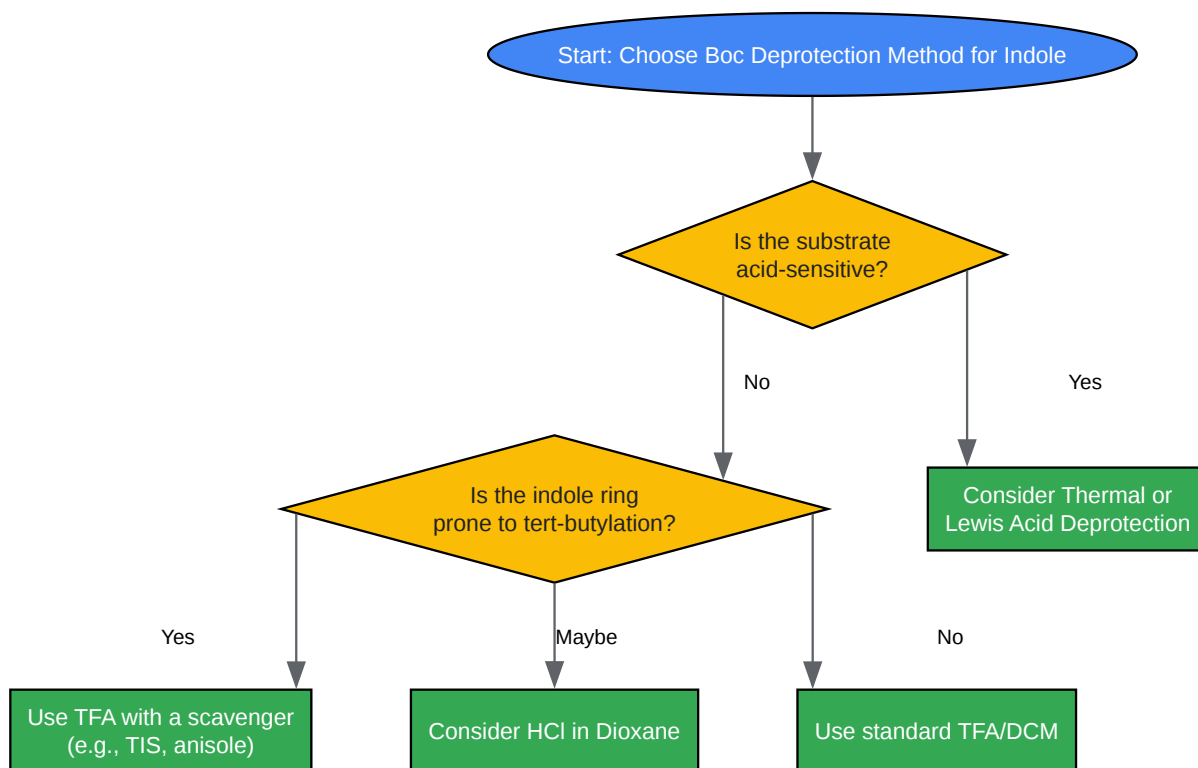 Start: Choose Boc Deprotection Method for Indole
Is the substrate
acid-sensitive?
No
Yes
Is the indole ring
prone to tert-butylation?
Consider Thermal or
Lewis Acid Deprotection
Yes
Maybe
No
Use TFA with a scavenger
(e.g., TIS, anisole)
Consider HCl in Dioxane
Use standard TFA/DCM